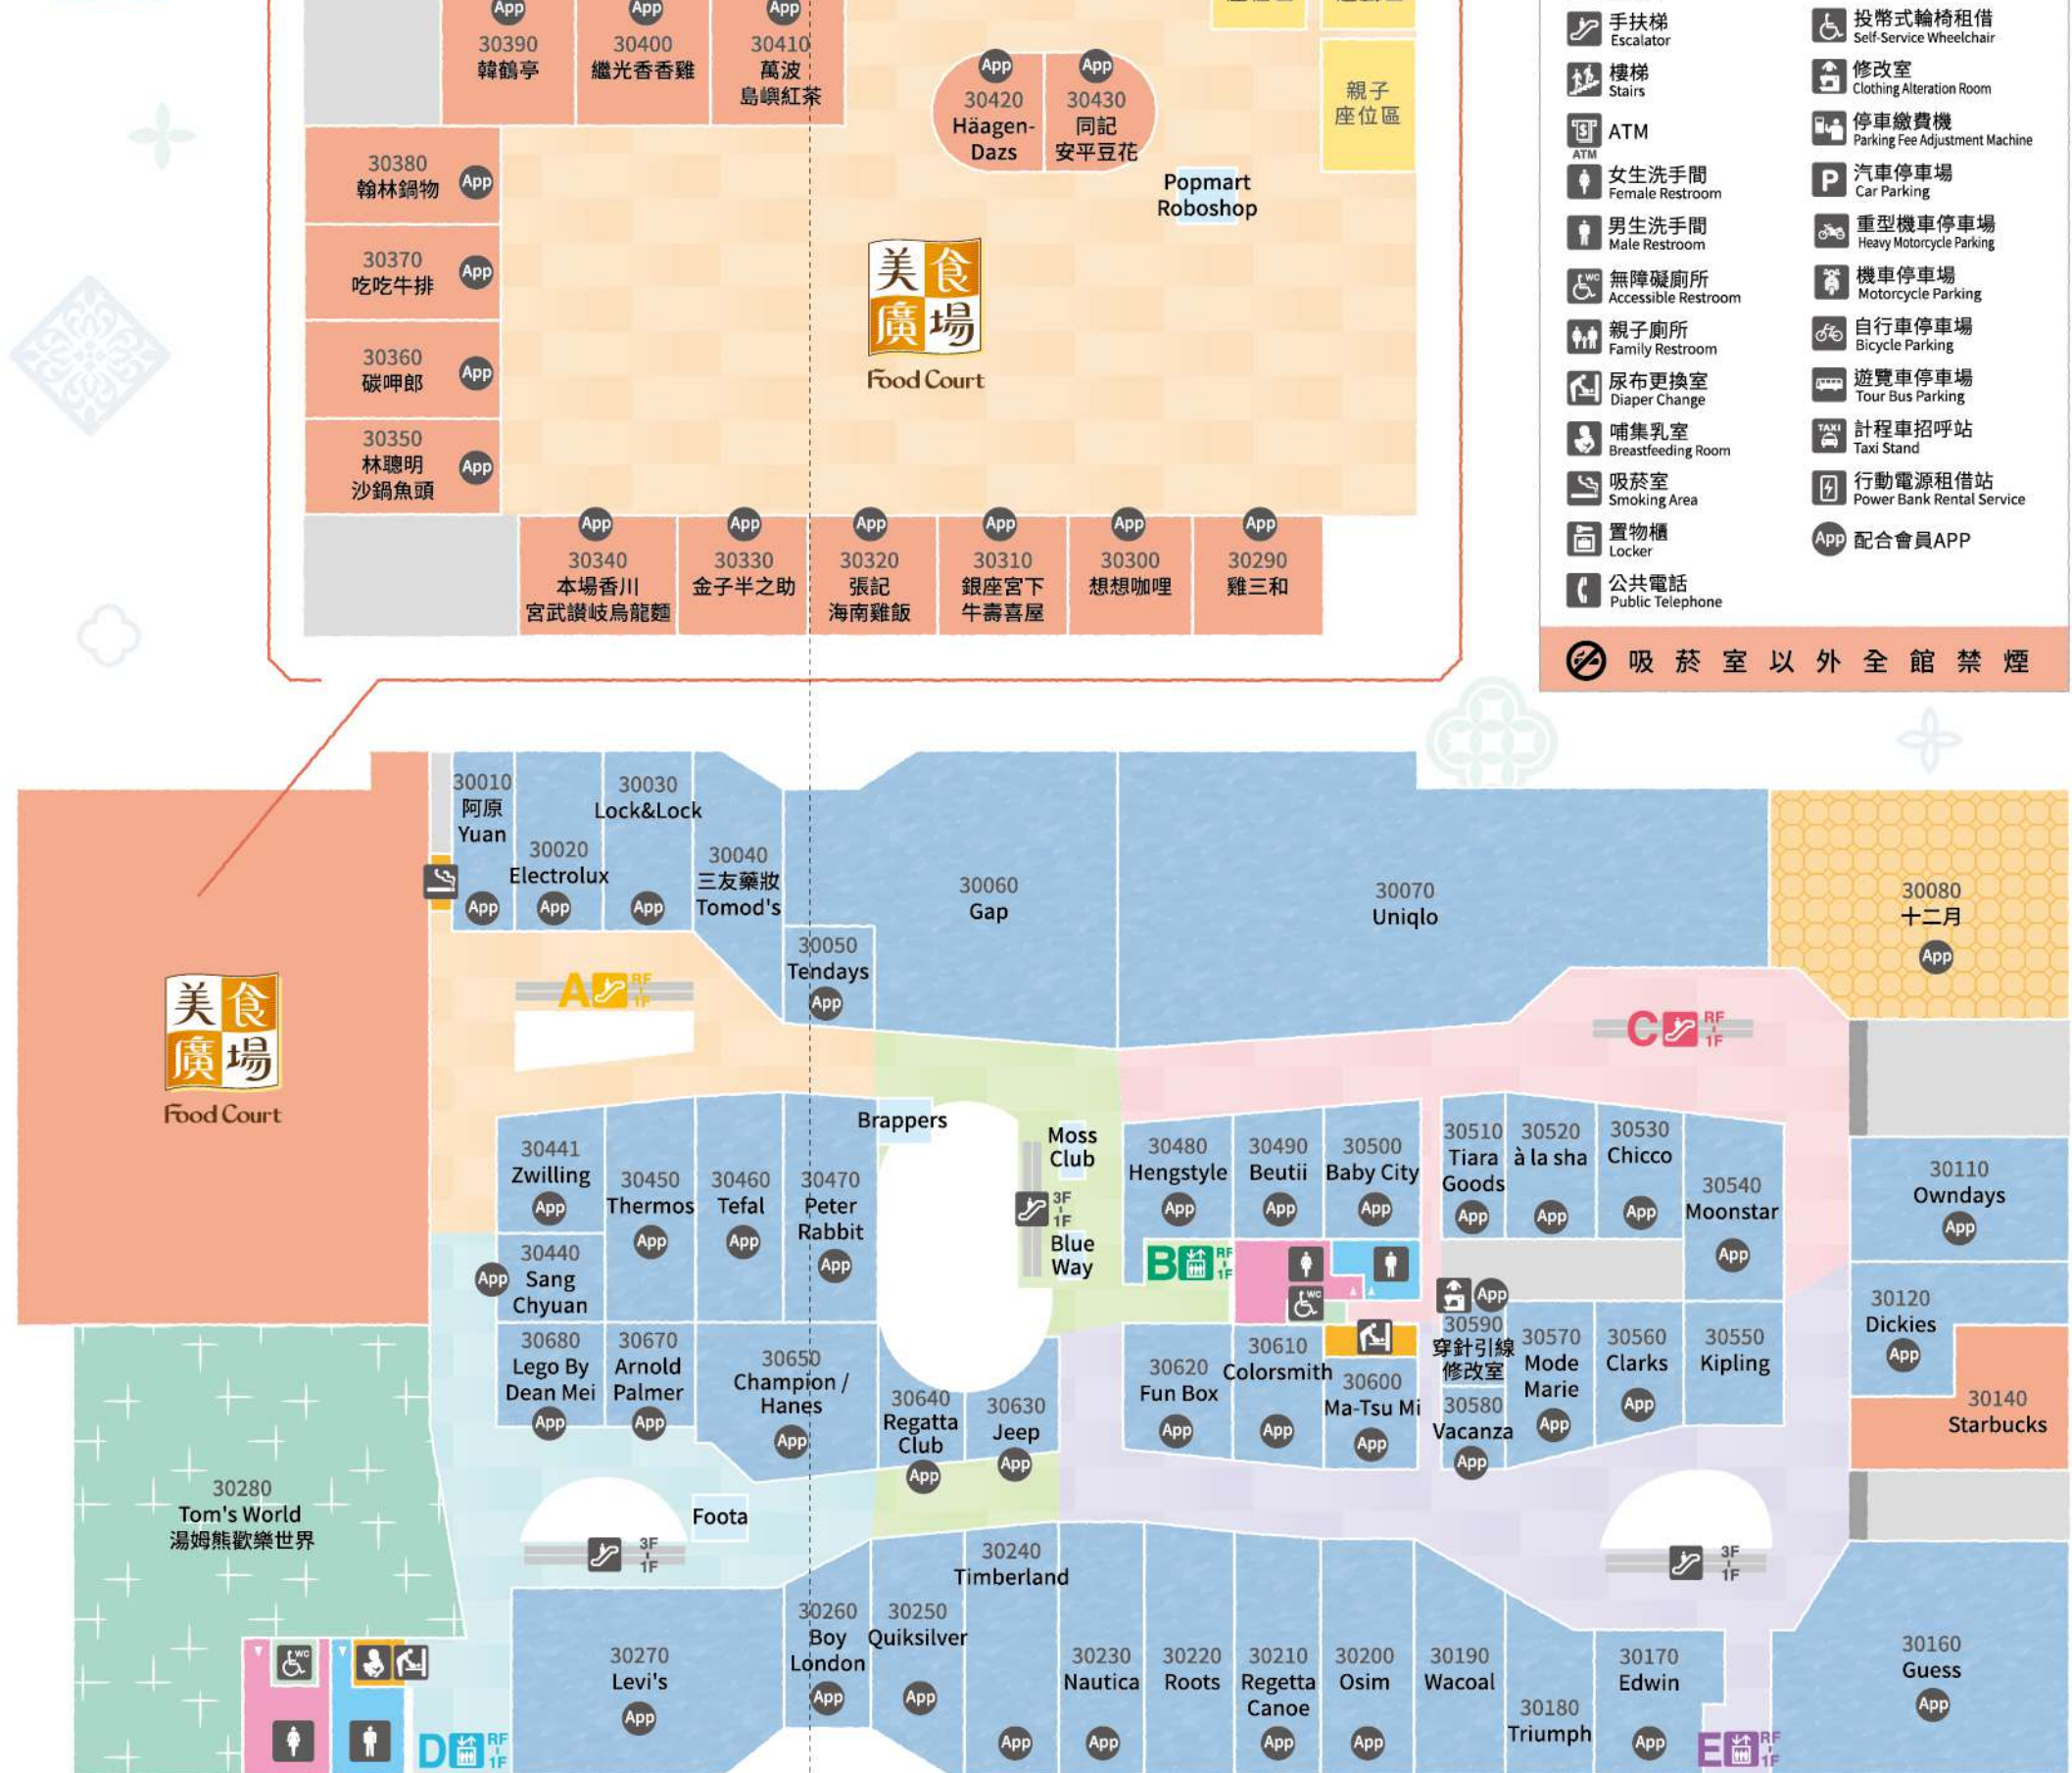 App
30390
韓鶴亭
App
30400
繼光香香雞
App
30410
萬波
島嶼紅茶
App
30420
Häagen-
Dazs
App
30430
同記
安平豆花
親子
座位區
Popmart
Roboshop
30380
翰林鍋物
App
30370
吃吃牛排
App
30360
碳呷郎
App
30350
林聰明
沙鍋魚頭
App
美食
廣場
Food Court
App
30340
本場香川
宮武讃岐烏龍麵
App
30330
金子半之助
App
30320
張記
海南雞飯
App
30310
銀座宮下
牛壽喜屋
App
30300
想想咖哩
App
30290
雞三和
手扶梯
Escalator
樓梯
Stairs
ATM
ATM
女生洗手間
Female Restroom
男生洗手間
Male Restroom
WC
無障礙廁所
Accessible Restroom
親子廁所
Family Restroom
尿布更換室
Diaper Change
哺集乳室
Breastfeeding Room
吸菸室
Smoking Area
置物櫃
Locker
公共電話
Public Telephone
投幣式輪椅租借
Self-Service Wheelchair
修改室
Clothing Alteration Room
停車繳費機
Parking Fee Adjustment Machine
P
汽車停車場
Car Parking
重型機車停車場
Heavy Motorcycle Parking
機車停車場
Motorcycle Parking
自行車停車場
Bicycle Parking
遊覽車停車場
Tour Bus Parking
TAXI
計程車招呼站
Taxi Stand
行動電源租借站
Power Bank Rental Service
App
配合會員APP
吸菸室以外全館禁煙
30010
阿原
Yuan
App
30020
Electrolux
App
30030
Lock&Lock
App
30040
三友藥妝
Tomod's
30050
Tendays
App
30060
Gap
30070
Uniqlo
30080
十二月
App
美食
廣場
Food Court
A
RF
1F
C
RF
1F
Brappers
Moss
Club
3F
1F
Blue
Way
30441
Zwilling
App
30450
Thermos
App
30460
Tefal
App
30470
Peter
Rabbit
App
30440
Sang
Chyuan
App
30480
Hengstyle
App
30490
Beutii
App
30500
Baby City
App
30510
Tiara
Goods
App
30520
à la sha
App
30530
Chicco
App
30540
Moonstar
App
30110
Owndays
App
B
RF
1F
WC
30120
Dickies
App
30140
Starbucks
30680
Lego By
Dean Mei
App
30670
Arnold
Palmer
App
30650
Champion /
Hanes
App
30640
Regatta
Club
App
30630
Jeep
App
30620
Fun Box
App
30610
Colorsmith
App
30600
Ma-Tsu Mi
App
App
30590
穿針引線
修改室
30580
Vacanza
App
30570
Mode
Marie
App
30560
Clarks
App
30550
Kipling
30280
Tom's World
湯姆熊歡樂世界
Foota
3F
1F
3F
1F
WC
D
RF
1F
30270
Levi's
App
30260
Boy
London
App
30250
Quiksilver
App
30240
Timberland
App
30230
Nautica
App
30220
Roots
30210
Regetta
Canoe
App
30200
Osim
App
30190
Wacoal
30180
Triumph
30170
Edwin
App
E
RF
1F
30160
Guess
App